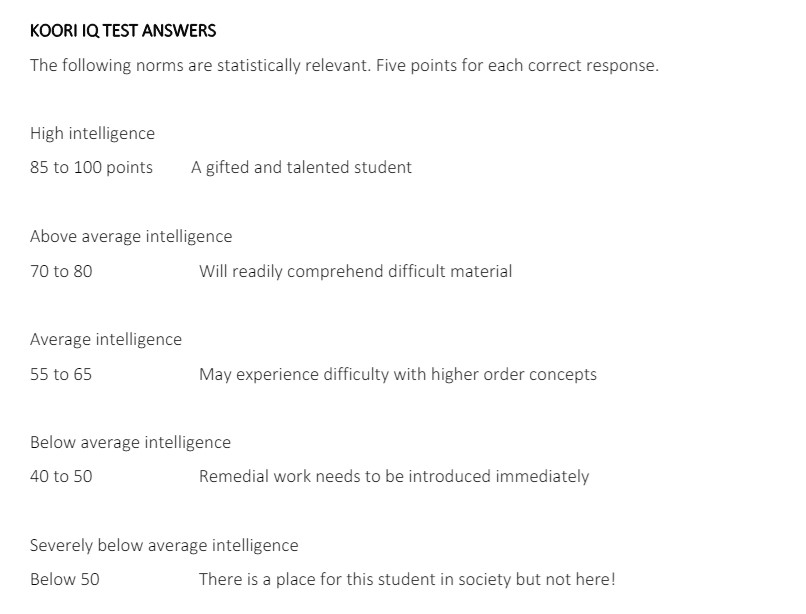 KOORI IQ TEST ANSWERS
The following norms are statistically relevant. Five points for each correct response.
High intelligence
85 to 100 points A gifted and talented student
Above average intelligence
70 to 80 Will readily comprehend difficult material
Average intelligence
55 to 65 May experience difficulty with higher order concepts
Below average intelligence
40 to 50 Remedial work needs to be introduced immediately
Severely below average intelligence
Below 50 There is a place for this student in society but not here!